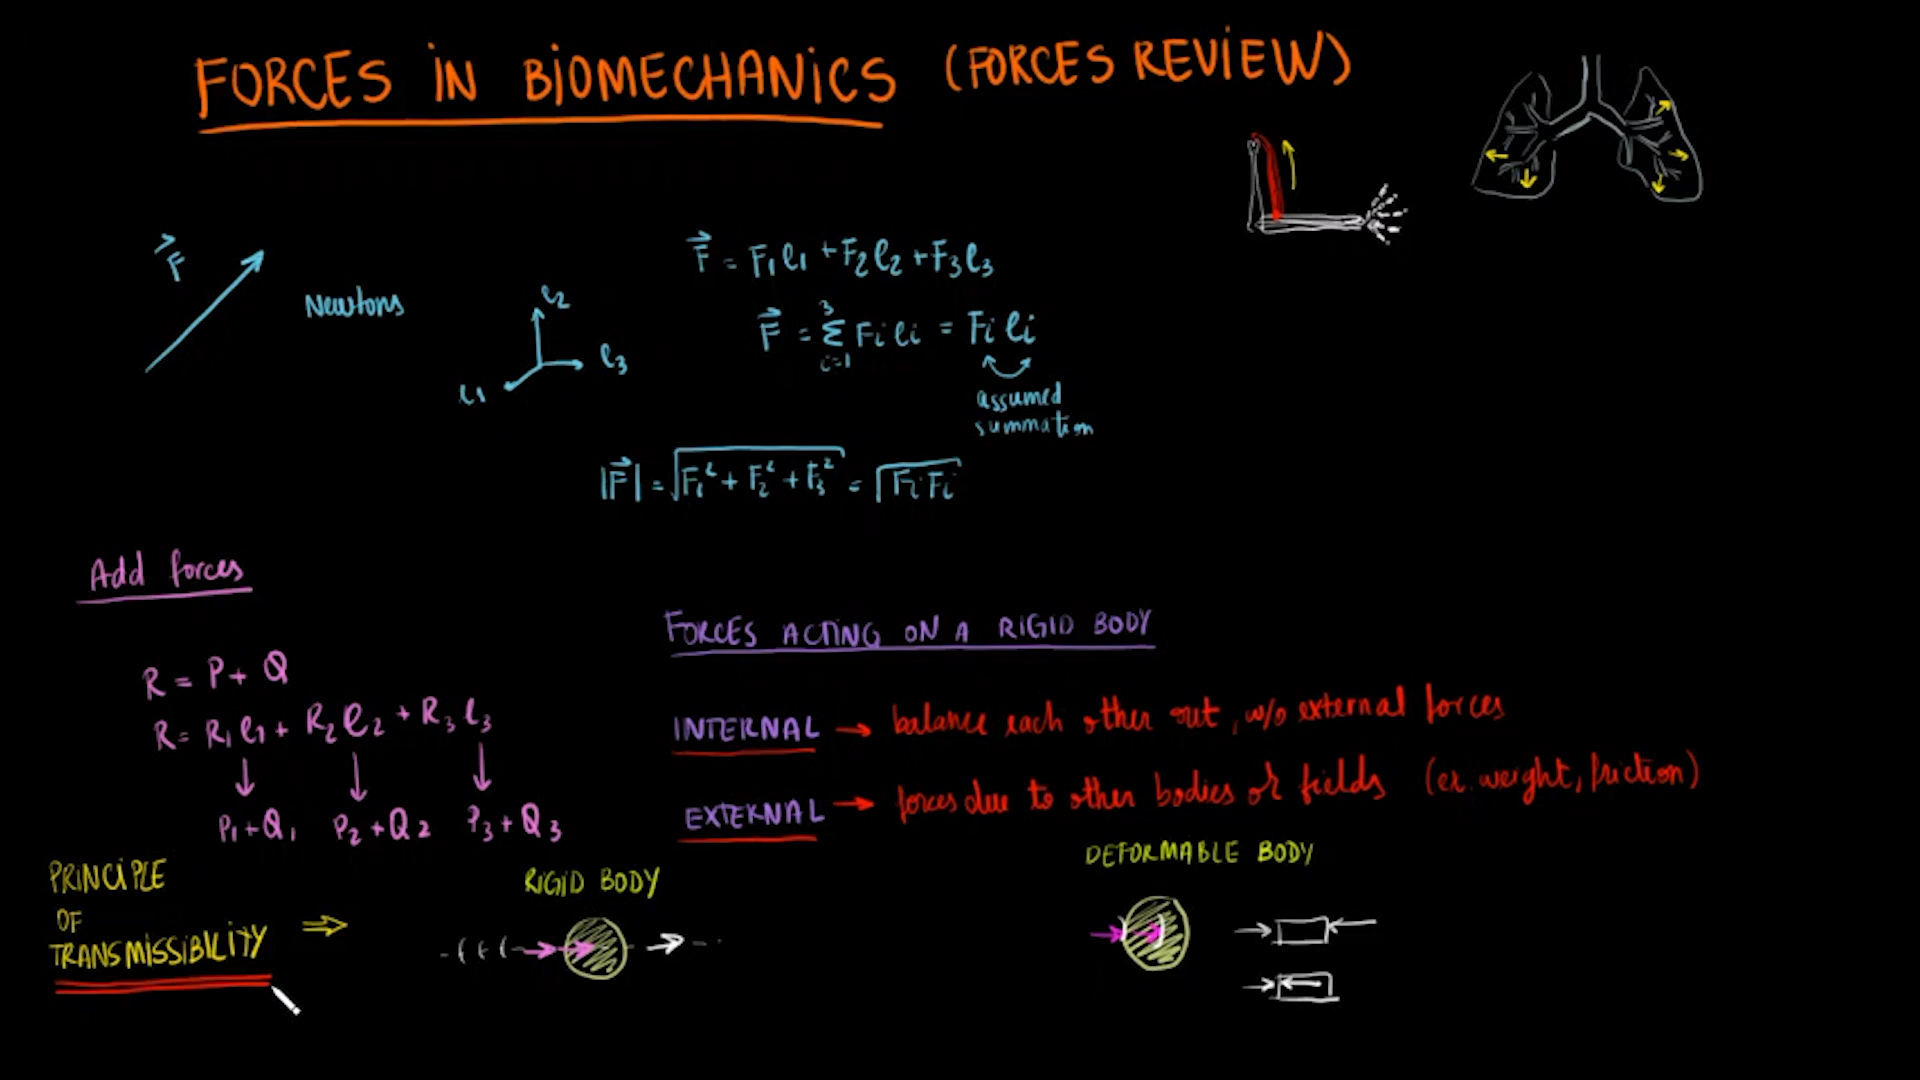 FORCES IN BIOMECHANICS (FORCES REVIEW)
F
Newtons
e1
e2
e3
F = F1e1 + F2e2 + F3e3
F = Σ Fiei = Fiei
3
i=1
assumed
summation
|F| = √F1² + F2² + F3² = √FiFi
Add forces
R = P + Q
R = R1e1 + R2e2 + R3e3
P1+Q1 P2+Q2 P3+Q3
FORCES ACTING ON A RIGID BODY
INTERNAL → balance each other out, w/o external forces
EXTERNAL → forces due to other bodies or fields (ex. weight, friction)
PRINCIPLE
OF
TRANSMISSIBILITY ⇒
RIGID BODY
DEFORMABLE BODY